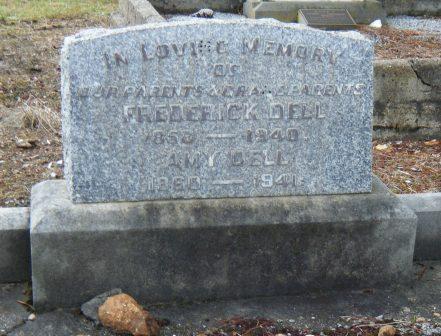 IN LOVING MEMORY
OF
OUR PARENTS & GRANDPARENTS
FREDERICK DELL
1858 — 1940.
AMY DELL
1860 — 1941.